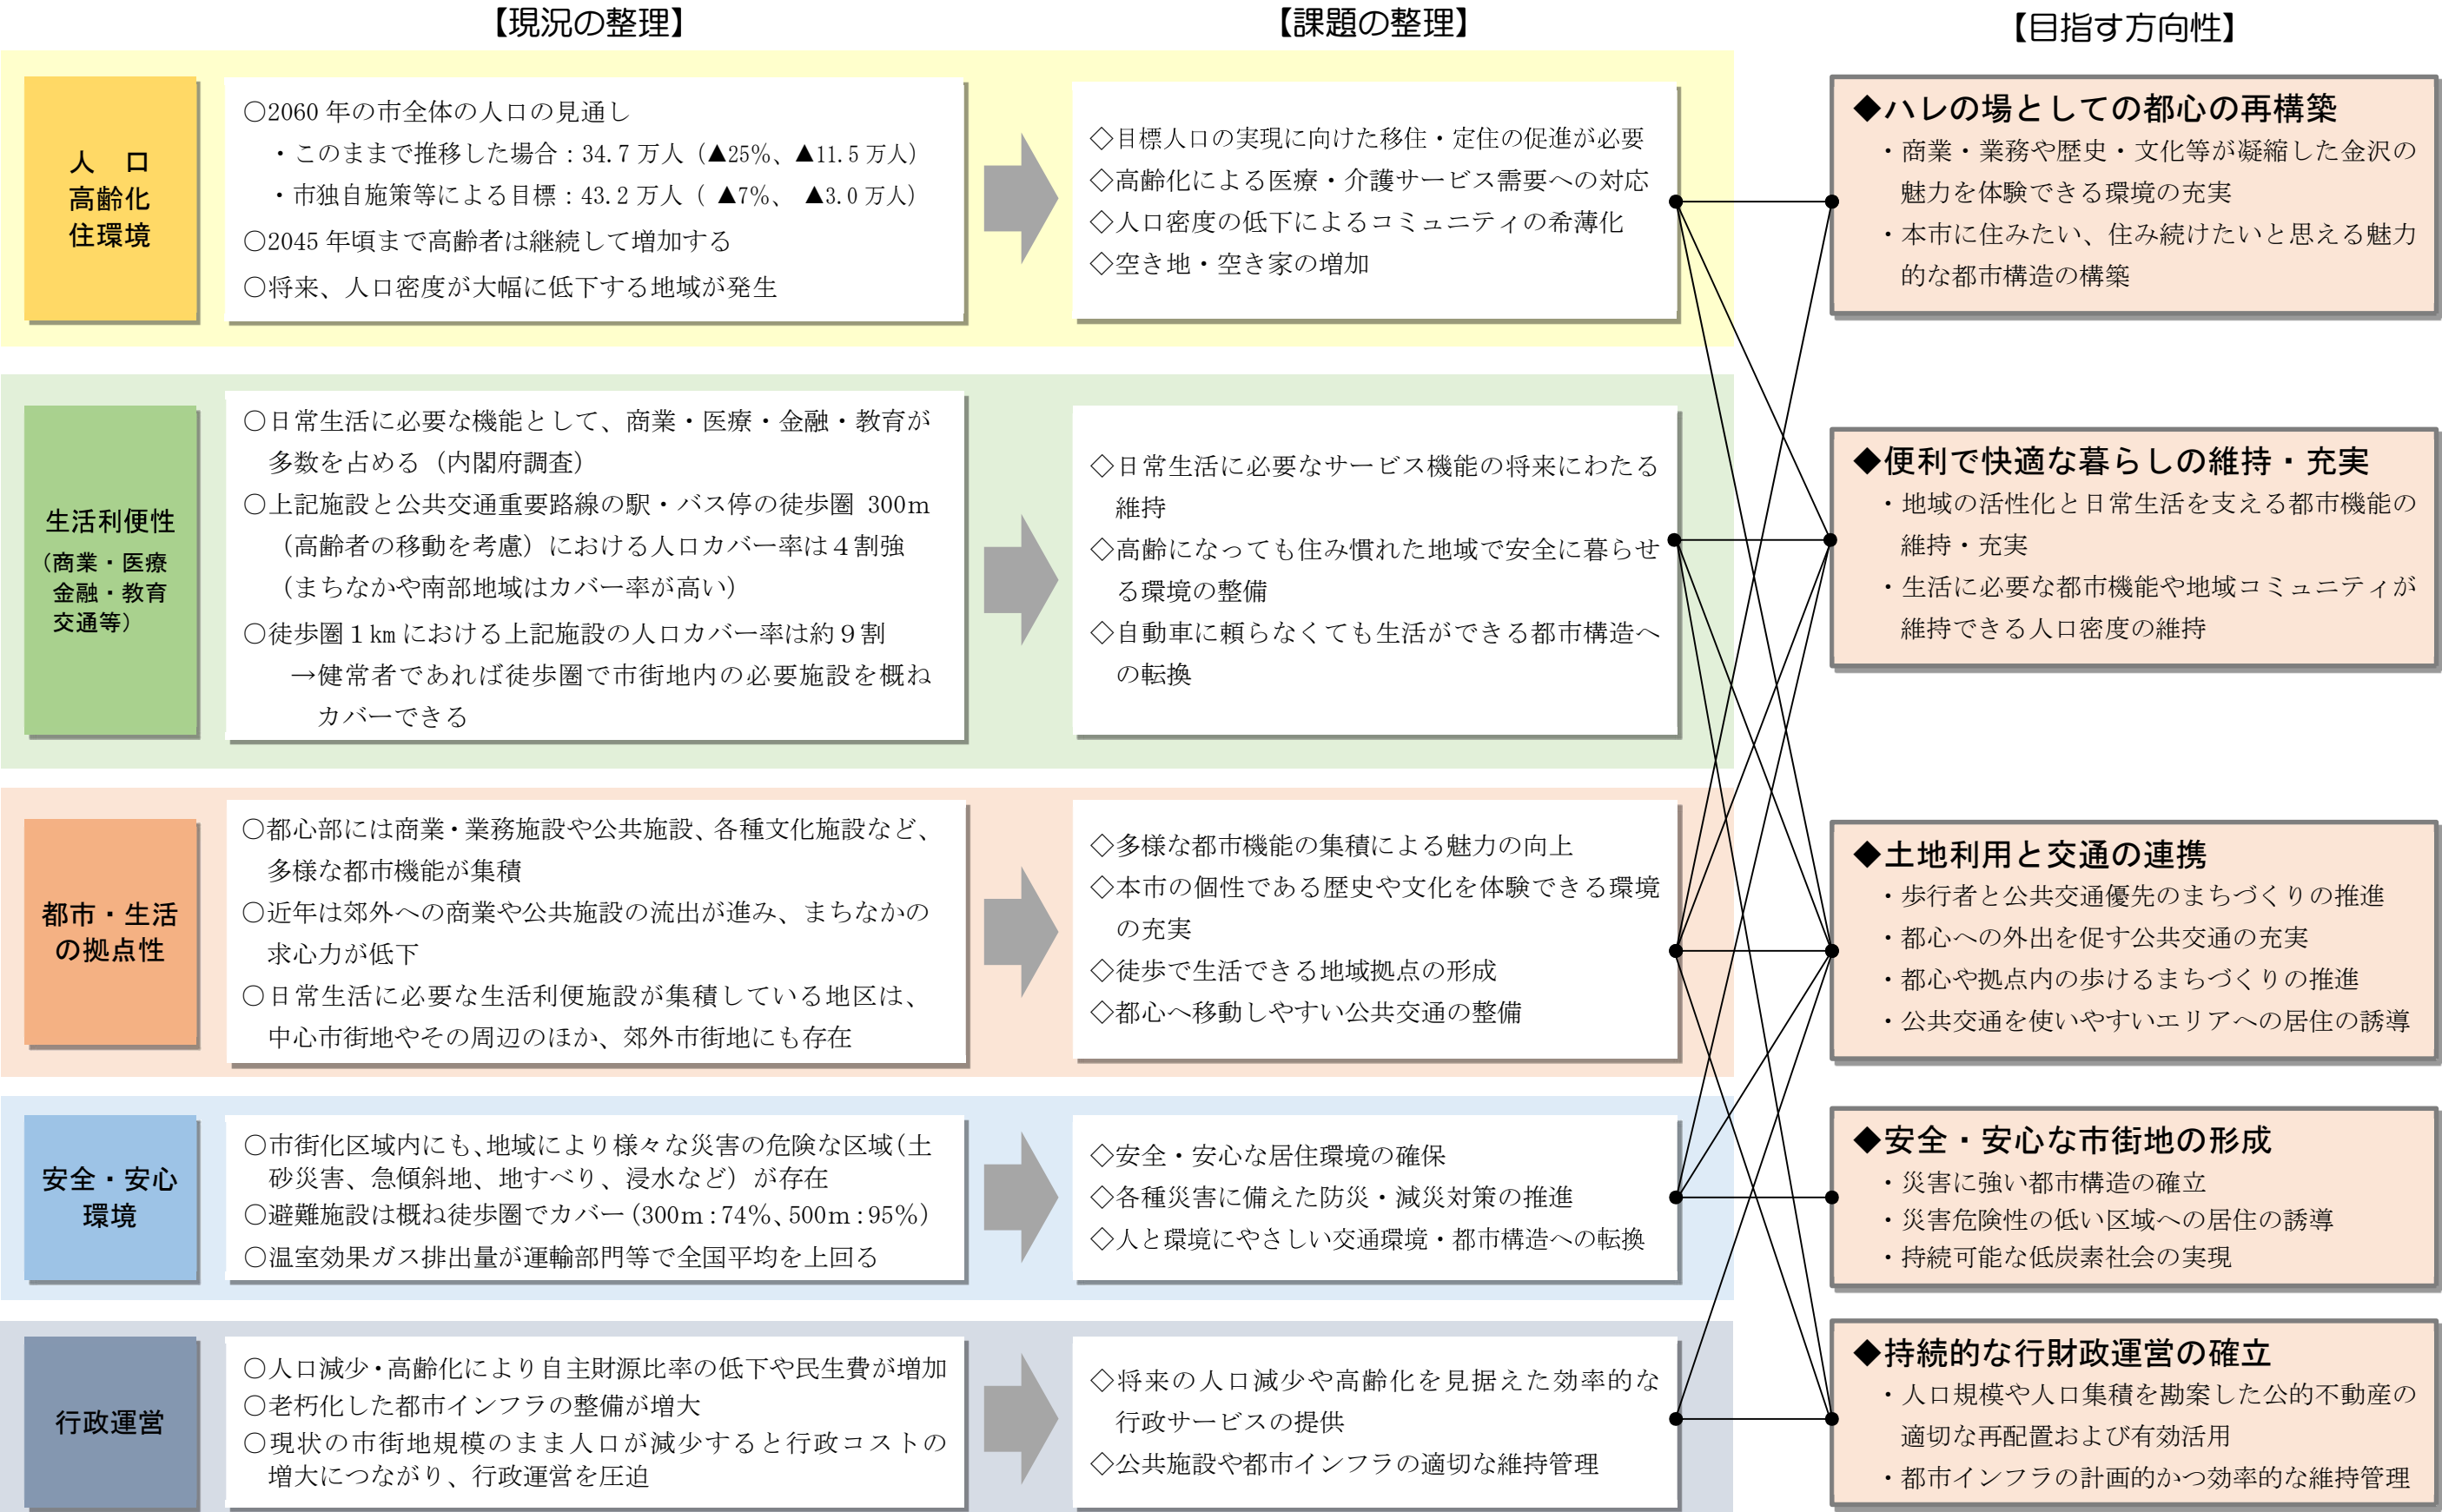 【現況の整理】
【課題の整理】
【目指す方向性】
人　口
高齢化
住環境
○2060 年の市全体の人口の見通し
・このままで推移した場合：34.7 万人（▲25％、▲11.5 万人）
・市独自施策等による目標：43.2 万人（ ▲7％、 ▲3.0 万人）
○2045 年頃まで高齢者は継続して増加する
○将来、人口密度が大幅に低下する地域が発生
◇目標人口の実現に向けた移住・定住の促進が必要
◇高齢化による医療・介護サービス需要への対応
◇人口密度の低下によるコミュニティの希薄化
◇空き地・空き家の増加
◆ハレの場としての都心の再構築
・商業・業務や歴史・文化等が凝縮した金沢の
魅力を体験できる環境の充実
・本市に住みたい、住み続けたいと思える魅力
的な都市構造の構築
生活利便性
（商業・医療
金融・教育
交通等）
○日常生活に必要な機能として、商業・医療・金融・教育が
多数を占める（内閣府調査）
○上記施設と公共交通重要路線の駅・バス停の徒歩圏 300ｍ
（高齢者の移動を考慮）における人口カバー率は４割強
（まちなかや南部地域はカバー率が高い）
○徒歩圏１㎞における上記施設の人口カバー率は約９割
→健常者であれば徒歩圏で市街地内の必要施設を概ね
カバーできる
◇日常生活に必要なサービス機能の将来にわたる
維持
◇高齢になっても住み慣れた地域で安全に暮らせ
る環境の整備
◇自動車に頼らなくても生活ができる都市構造へ
の転換
◆便利で快適な暮らしの維持・充実
・地域の活性化と日常生活を支える都市機能の
維持・充実
・生活に必要な都市機能や地域コミュニティが
維持できる人口密度の維持
都市・生活
の拠点性
○都心部には商業・業務施設や公共施設、各種文化施設など、
多様な都市機能が集積
○近年は郊外への商業や公共施設の流出が進み、まちなかの
求心力が低下
○日常生活に必要な生活利便施設が集積している地区は、
中心市街地やその周辺のほか、郊外市街地にも存在
◇多様な都市機能の集積による魅力の向上
◇本市の個性である歴史や文化を体験できる環境
の充実
◇徒歩で生活できる地域拠点の形成
◇都心へ移動しやすい公共交通の整備
◆土地利用と交通の連携
・歩行者と公共交通優先のまちづくりの推進
・都心への外出を促す公共交通の充実
・都心や拠点内の歩けるまちづくりの推進
・公共交通を使いやすいエリアへの居住の誘導
安全・安心
環境
○市街化区域内にも、地域により様々な災害の危険な区域（土
砂災害、急傾斜地、地すべり、浸水など）が存在
○避難施設は概ね徒歩圏でカバー（300ｍ：74％、500ｍ：95％）
○温室効果ガス排出量が運輸部門等で全国平均を上回る
◇安全・安心な居住環境の確保
◇各種災害に備えた防災・減災対策の推進
◇人と環境にやさしい交通環境・都市構造への転換
◆安全・安心な市街地の形成
・災害に強い都市構造の確立
・災害危険性の低い区域への居住の誘導
・持続可能な低炭素社会の実現
行政運営
○人口減少・高齢化により自主財源比率の低下や民生費が増加
○老朽化した都市インフラの整備が増大
○現状の市街地規模のまま人口が減少すると行政コストの
増大につながり、行政運営を圧迫
◇将来の人口減少や高齢化を見据えた効率的な
行政サービスの提供
◇公共施設や都市インフラの適切な維持管理
◆持続的な行財政運営の確立
・人口規模や人口集積を勘案した公的不動産の
適切な再配置および有効活用
・都市インフラの計画的かつ効率的な維持管理